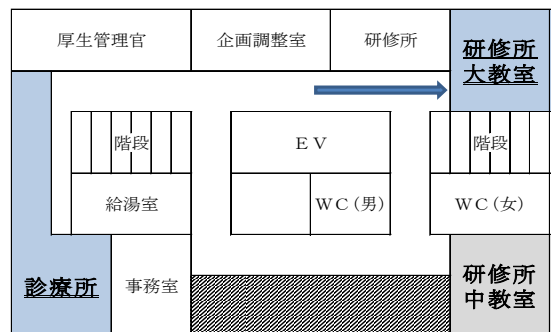 厚生管理官
企画調整室
研修所
研修所
大教室
階段
ＥＶ
階段
給湯室
WC(男)
WC(女)
診療所
事務室
研修所
中教室